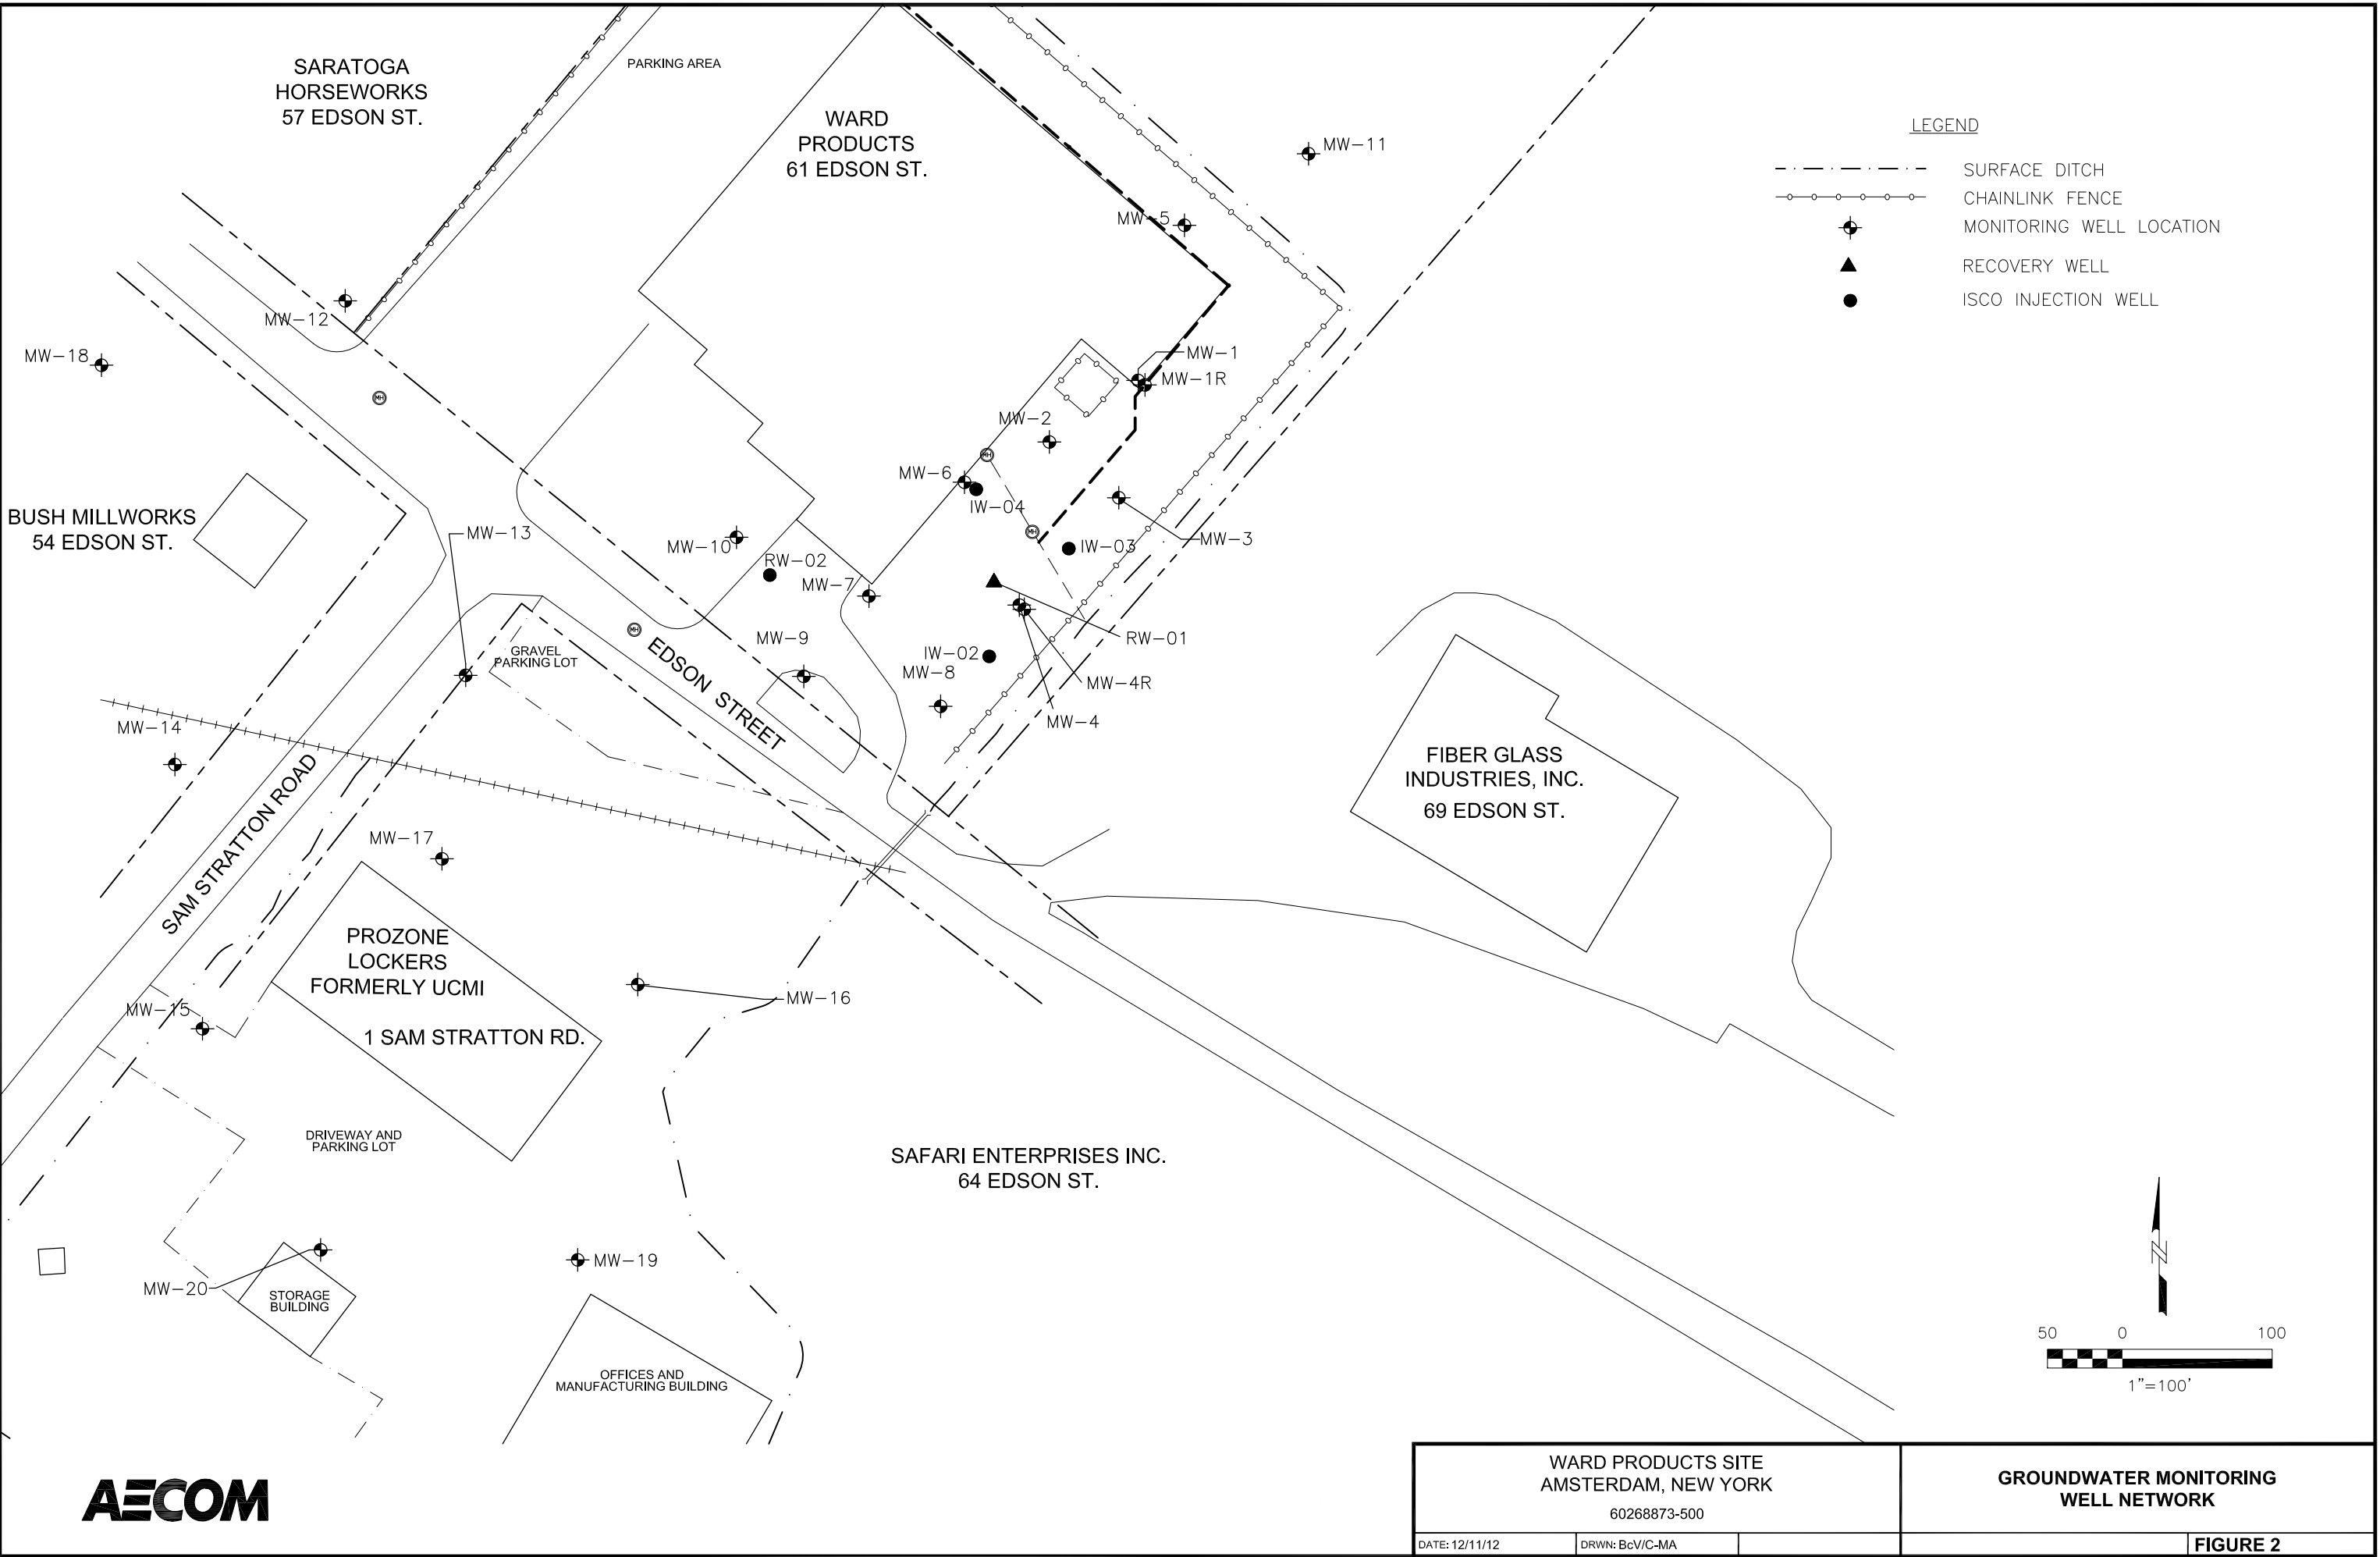 SARATOGA
HORSEWORKS
57 EDSON ST.
PARKING AREA
WARD
PRODUCTS
61 EDSON ST.
MW-11
MW-5
LEGEND
SURFACE DITCH
CHAINLINK FENCE
MONITORING WELL LOCATION
RECOVERY WELL
ISCO INJECTION WELL
MW-12
MW-18
MH
MW-1
MW-1R
MW-2
MH
MW-6
IW-04
BUSH MILLWORKS
54 EDSON ST.
MW-13
MW-10
RW-02
MW-7
MH
IW-03
MW-3
MH
GRAVEL
PARKING LOT
EDSON STREET
MW-9
IW-02
MW-8
RW-01
MW-4R
MW-4
MW-14
SAM STRATTON ROAD
MW-17
FIBER GLASS
INDUSTRIES, INC.
69 EDSON ST.
PROZONE
LOCKERS
FORMERLY UCMI
1 SAM STRATTON RD.
MW-16
MW-15
DRIVEWAY AND
PARKING LOT
SAFARI ENTERPRISES INC.
64 EDSON ST.
MW-20
STORAGE
BUILDING
MW-19
OFFICES AND
MANUFACTURING BUILDING
N
50 0 100
1"=100'
AECOM
WARD PRODUCTS SITE
AMSTERDAM, NEW YORK
60268873-500
DATE: 12/11/12
DRWN: BcV/C-MA
GROUNDWATER MONITORING
WELL NETWORK
FIGURE 2